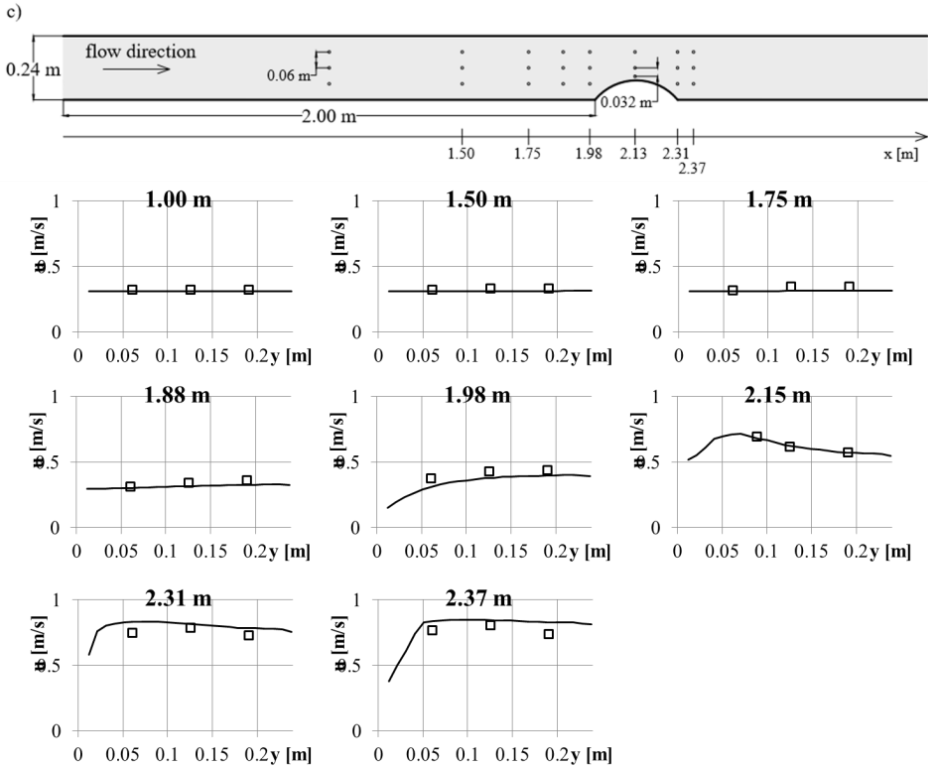 c)
flow direction
0.24 m
0.06 m
0.032 m
2.00 m
1.50 1.75 1.98 2.13 2.31 x [m]
2.37
1.00 m 1.50 m 1.75 m
1 1 1
[m/s] [m/s] [m/s]
0.5 0.5 0.5
0 0 0
0 0.05 0.1 0.15 0.2 y [m] 0 0.05 0.1 0.15 0.2 y [m] 0 0.05 0.1 0.15 0.2 y [m]
1.88 m 1.98 m 2.15 m
1 1 1
[m/s] [m/s] [m/s]
0.5 0.5 0.5
0 0 0
0 0.05 0.1 0.15 0.2 y [m] 0 0.05 0.1 0.15 0.2 y [m] 0 0.05 0.1 0.15 0.2 y [m]
2.31 m 2.37 m
1 1
[m/s] [m/s]
0.5 0.5
0 0
0 0.05 0.1 0.15 0.2 y [m] 0 0.05 0.1 0.15 0.2 y [m]